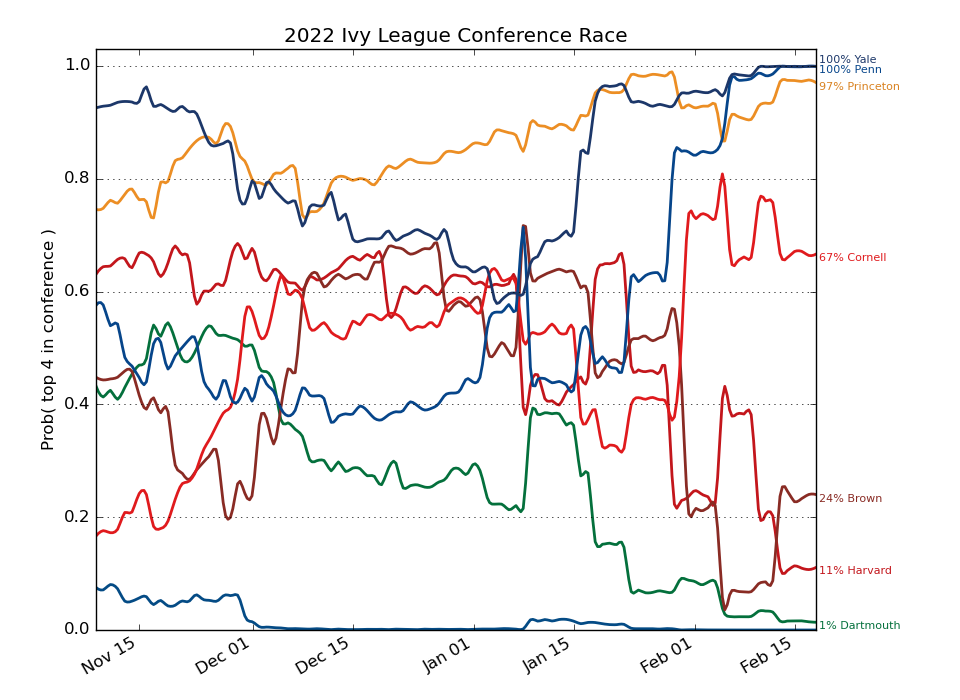 2022 Ivy League Conference Race
Prob( top 4 in conference )
1.0
0.8
0.6
0.4
0.2
0.0
Nov 15
Dec 01
Dec 15
Jan 01
Jan 15
Feb 01
Feb 15
100% Yale
100% Penn
97% Princeton
67% Cornell
24% Brown
11% Harvard
1% Dartmouth